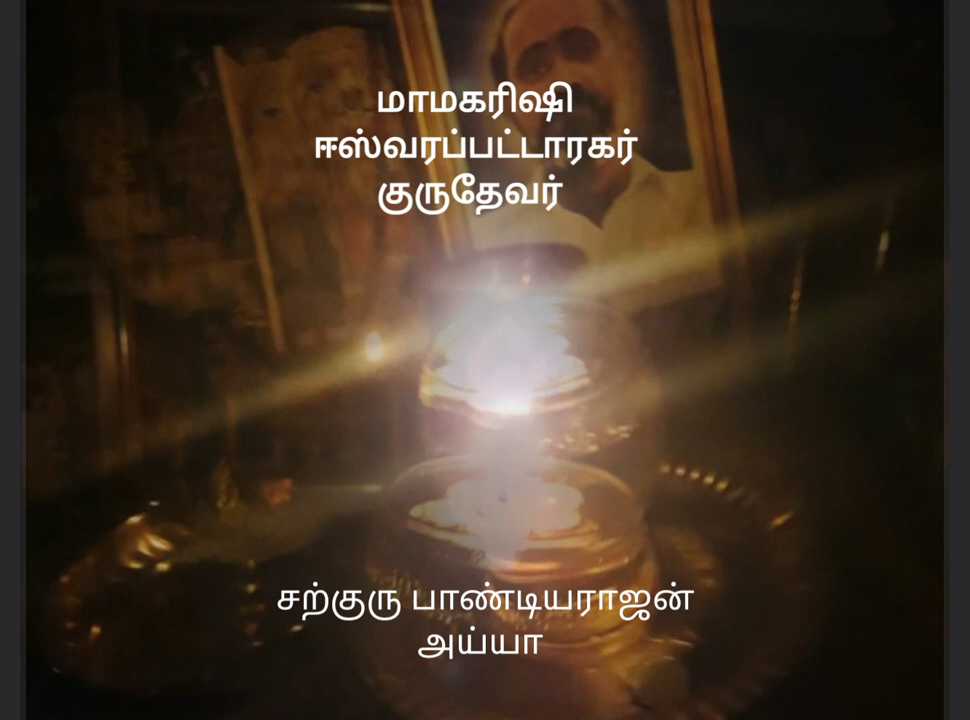 மாமகரிஷி
ஈஸ்வரப்பட்டாரகர்
குருதேவர்
சற்குரு பாண்டியராஜன்
அய்யா